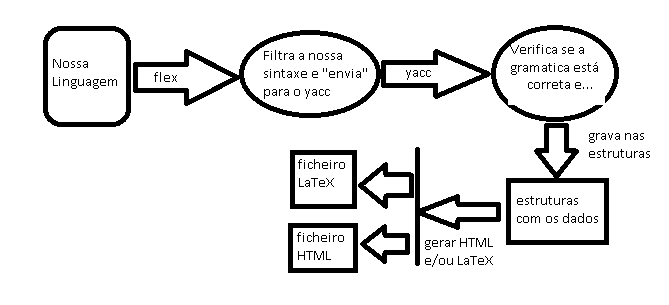 Nossa
Linguagem
flex
Filtra a nossa
sintaxe e "envia"
para o yacc
yacc
Verifica se a
gramatica está
correta e...
grava nas
estruturas
estruturas
com os dados
gerar HTML
e/ou LaTeX
ficheiro
LaTeX
ficheiro
HTML